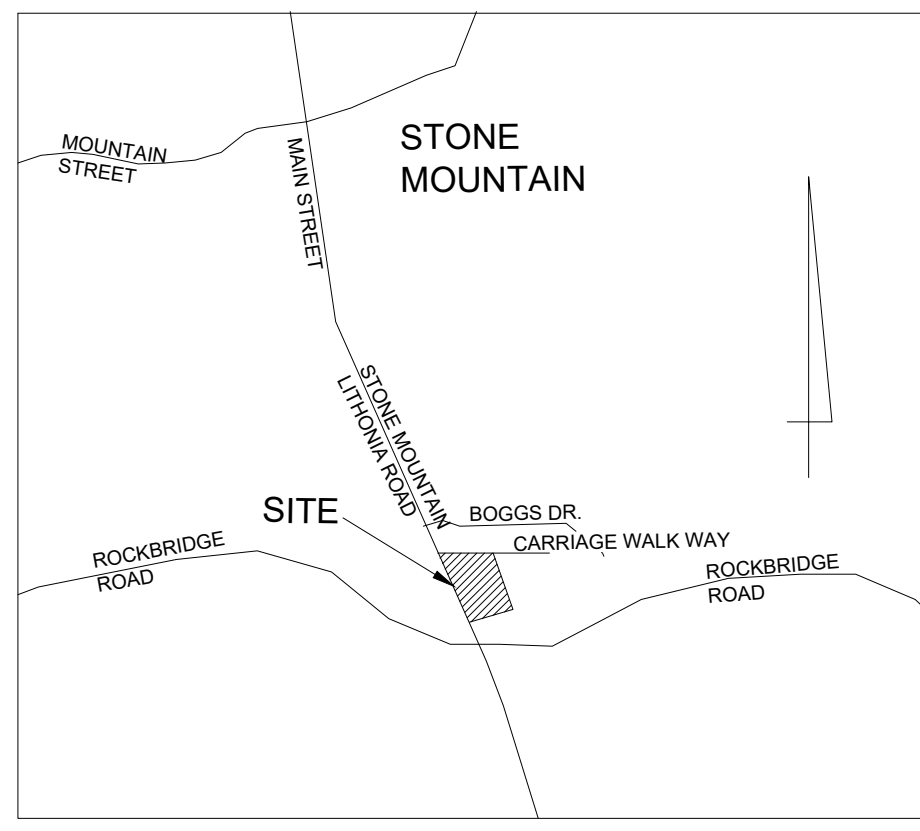 STONE
MOUNTAIN
MOUNTAIN
STREET
MAIN STREET
STONE MOUNTAIN
LITHONIA ROAD
SITE
BOGGS DR.
CARRIAGE WALK WAY
ROCKBRIDGE
ROAD
ROCKBRIDGE
ROAD